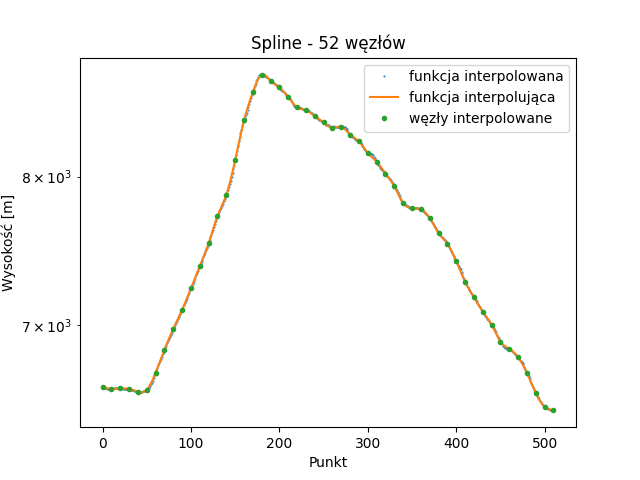 Spline - 52 węzłów
funkcja interpolowana
funkcja interpolująca
węzły interpolowane
Wysokość [m]
8 × 10³
7 × 10³
0 100 200 300 400 500
Punkt